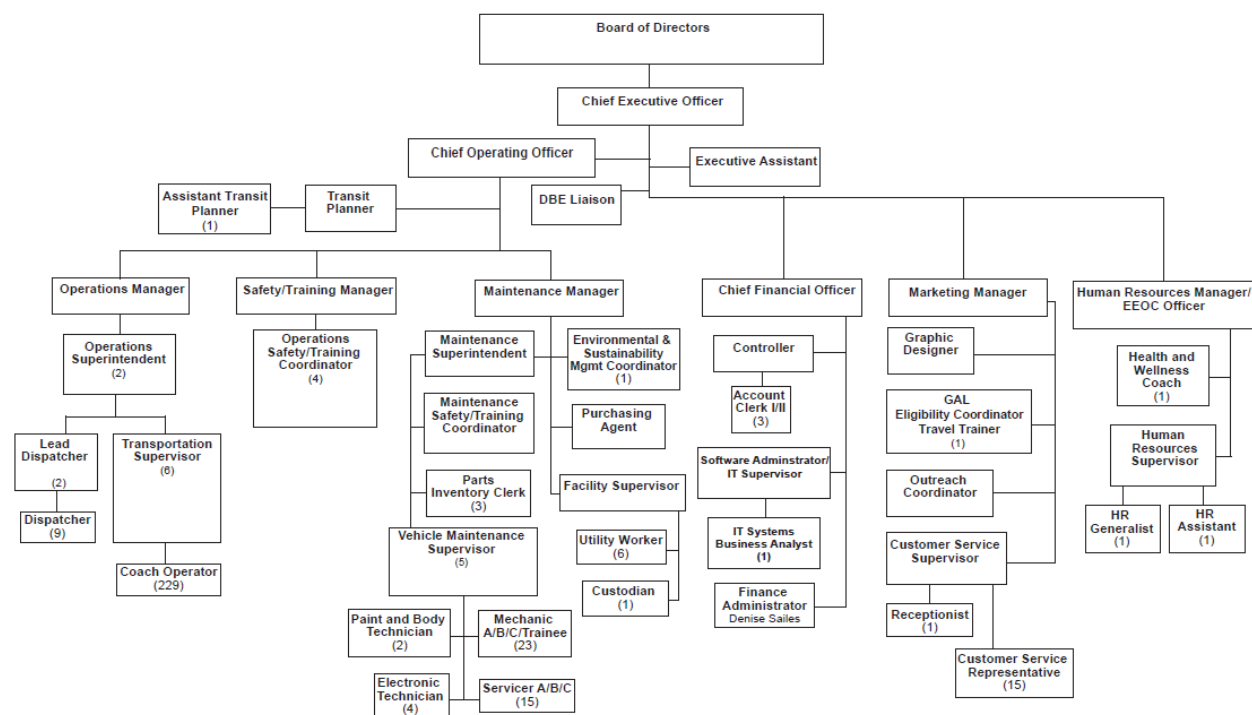 Board of Directors
Chief Executive Officer
Chief Operating Officer
Executive Assistant
Assistant Transit
Planner
(1)
Transit
Planner
DBE Liaison
Operations Manager
Safety/Training Manager
Maintenance Manager
Chief Financial Officer
Marketing Manager
Human Resources Manager/
EEOC Officer
Operations
Superintendent
(2)
Operations
Safety/Training
Coordinator
(4)
Maintenance
Superintendent
Environmental &
Sustainability
Mgmt Coordinator
(1)
Controller
Graphic
Designer
Health and
Wellness
Coach
(1)
Maintenance
Safety/Training
Coordinator
Purchasing
Agent
Account
Clerk I/II
(3)
GAL
Eligibility Coordinator
Travel Trainer
(1)
Lead
Dispatcher
(2)
Transportation
Supervisor
(6)
Human
Resources
Supervisor
Software Adminstrator/
IT Supervisor
Parts
Inventory Clerk
(3)
Facility Supervisor
Outreach
Coordinator
Dispatcher
(9)
HR
Generalist
(1)
HR
Assistant
(1)
Vehicle Maintenance
Supervisor
(5)
Utility Worker
(6)
IT Systems
Business Analyst
(1)
Customer Service
Supervisor
Coach Operator
(229)
Custodian
(1)
Finance
Administrator
Denise Sailes
Receptionist
(1)
Paint and Body
Technician
(2)
Mechanic
A/B/C/Trainee
(23)
Customer Service
Representative
(15)
Electronic
Technician
(4)
Servicer A/B/C
(15)